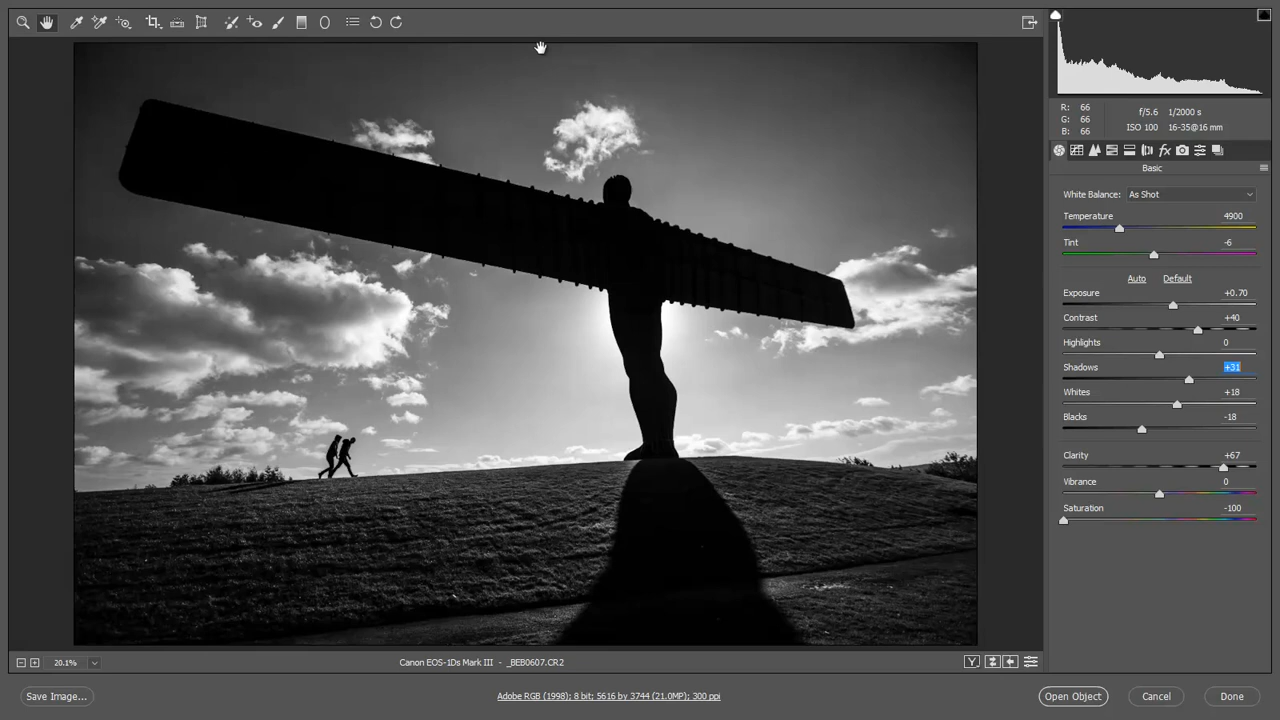 R: 66
G: 66
B: 66
f/5.6 1/2000 s
ISO 100 16-35@16 mm
Basic
White Balance: As Shot
Temperature 4900
Tint -6
Auto Default
Exposure +0.70
Contrast +40
Highlights 0
Shadows +31
Whites +18
Blacks -18
Clarity +67
Vibrance 0
Saturation -100
20.1%
Canon EOS-1Ds Mark III - _BEB0607.CR2
Y
Save Image...
Adobe RGB (1998); 8 bit; 5616 by 3744 (21.0MP); 300 ppi
Open Object
Cancel
Done